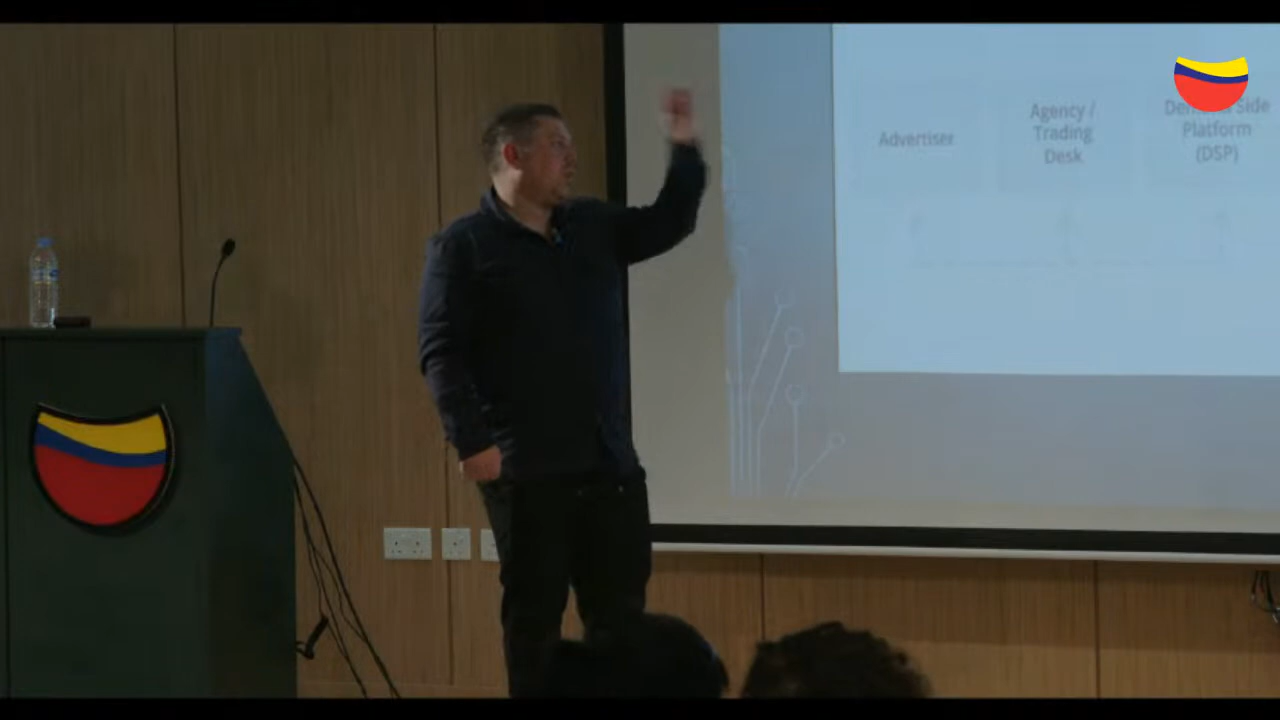 Advertiser
Agency /
Trading
Desk
Side
Platform
(DSP)